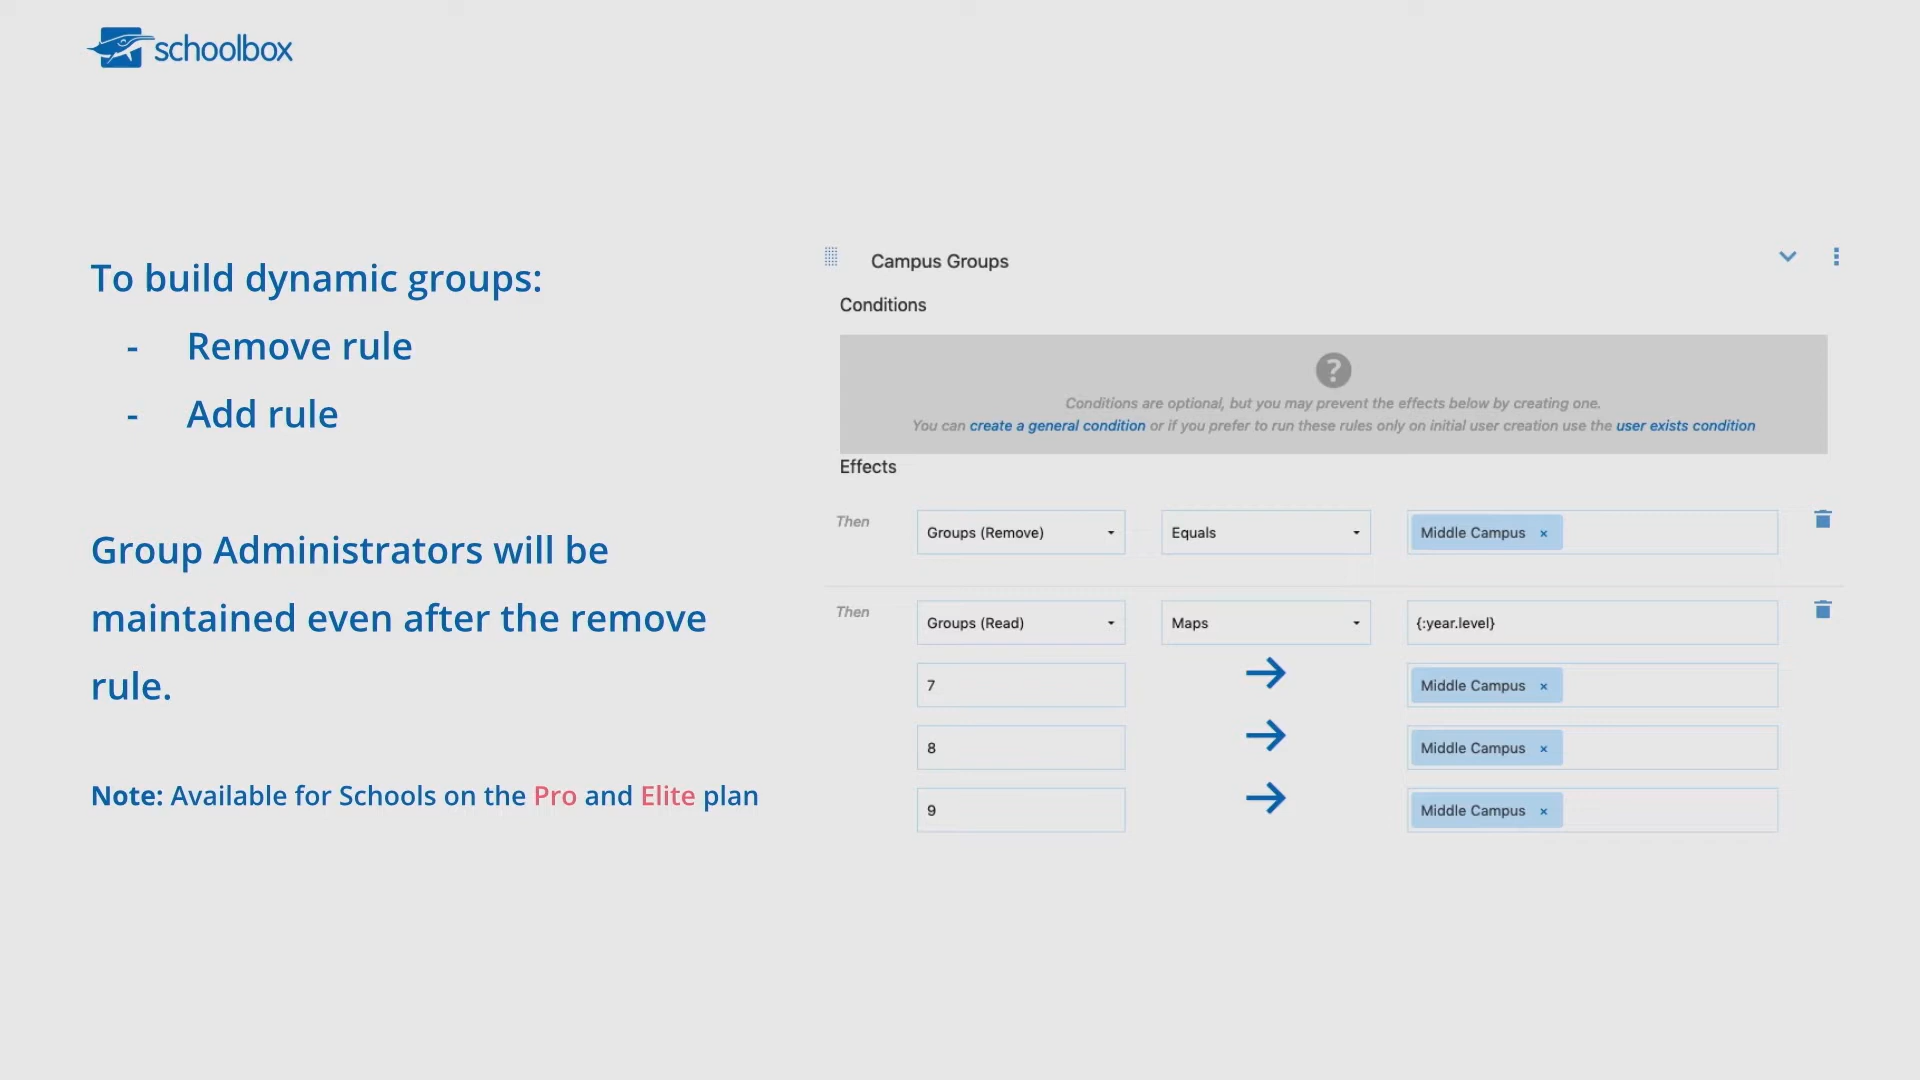 schoolbox
To build dynamic groups:
- Remove rule
- Add rule
Group Administrators will be
maintained even after the remove
rule.
Note: Available for Schools on the Pro and Elite plan
Campus Groups
Conditions
?
Conditions are optional, but you may prevent the effects below by creating one.
You can create a general condition or if you prefer to run these rules only on initial user creation use the user exists condition
Effects
Then Groups (Remove) Equals Middle Campus ×
Then Groups (Read) Maps {:year.level}
7 → Middle Campus ×
8 → Middle Campus ×
9 → Middle Campus ×